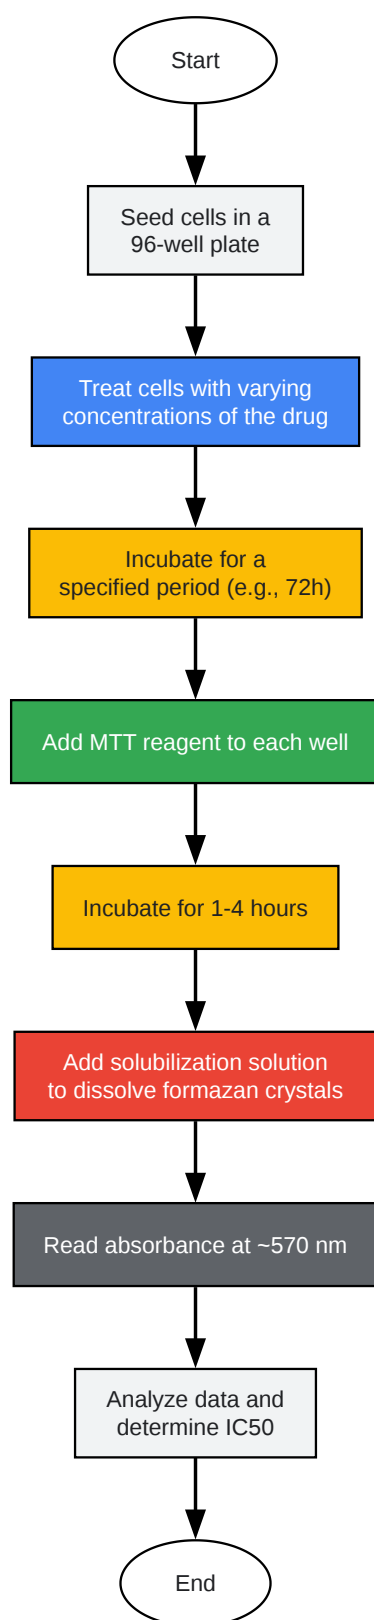 Start
Seed cells in a
96-well plate
Treat cells with varying
concentrations of the drug
Incubate for a
specified period (e.g., 72h)
Add MTT reagent to each well
Incubate for 1-4 hours
Add solubilization solution
to dissolve formazan crystals
Read absorbance at ~570 nm
Analyze data and
determine IC50
End